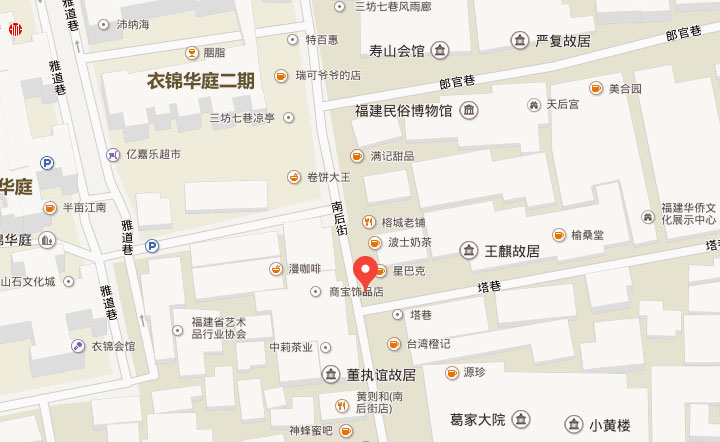 三坊七巷风雨廊
沛纳海
特百惠
寿山会馆
严复故居
郎官巷
雅道巷
雅道巷
胭脂
衣锦华庭二期
瑞可爷爷的店
郎官巷
美合园
三坊七巷凉亭
福建民俗博物馆
天后宫
亿嘉乐超市
满记甜品
卷饼大王
华庭
半亩江南
南后街
榕城老铺
福建华侨文
化展示中心
雅道巷
锦华庭
波士奶茶
王麒故居
榆桑堂
塔巷
漫咖啡
星巴克
山石文化城
商宝饰品店
塔巷
雅道巷
福建省艺术
品行业协会
塔巷
衣锦会馆
中莉茶业
台湾橙记
董执谊故居
源珍
黄则和(南
后街店)
葛家大院
小黄楼
神蜂蜜吧